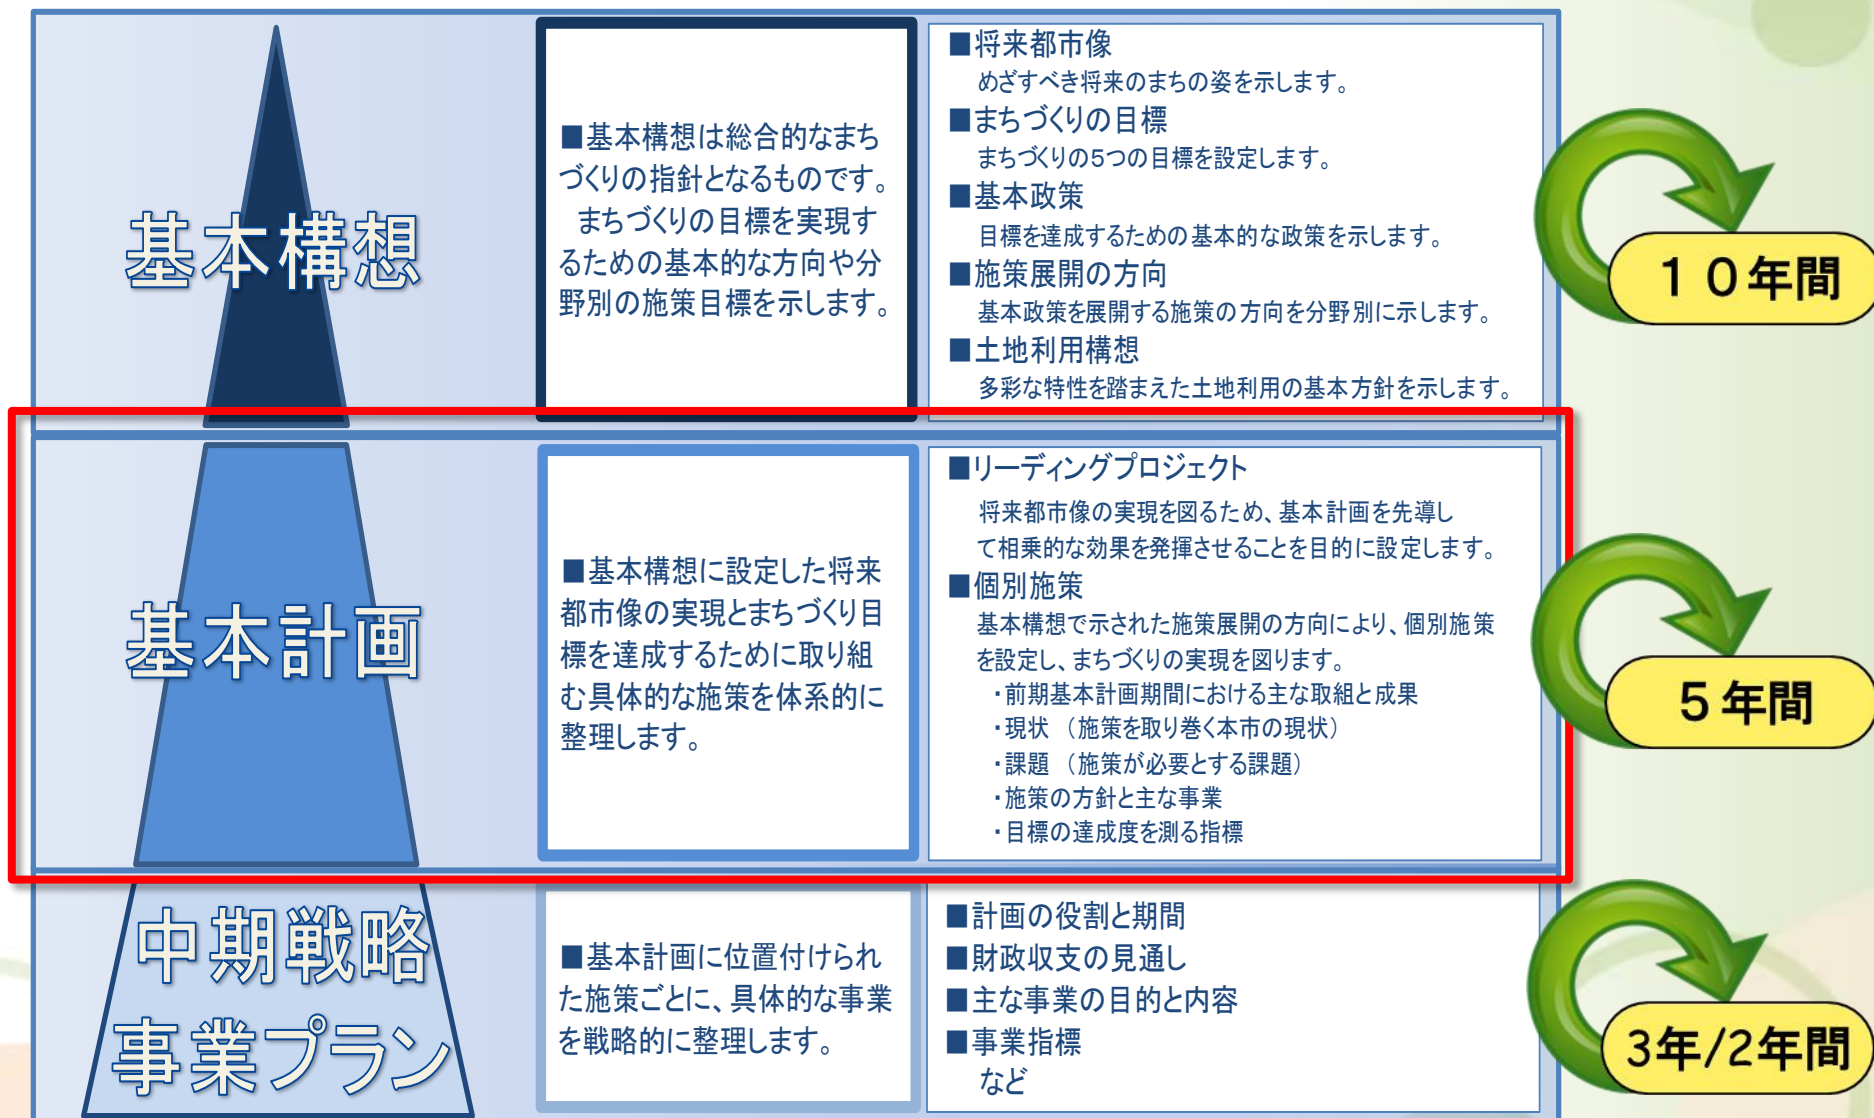 基本構想
■基本構想は総合的なまち
づくりの指針となるものです。
まちづくりの目標を実現す
るための基本的な方向や分
野別の施策目標を示します。
■将来都市像
めざすべき将来のまちの姿を示します。
■まちづくりの目標
まちづくりの5つの目標を設定します。
■基本政策
目標を達成するための基本的な政策を示します。
■施策展開の方向
基本政策を展開する施策の方向を分野別に示します。
■土地利用構想
多彩な特性を踏まえた土地利用の基本方針を示します。
１０年間
基本計画
■基本構想に設定した将来
都市像の実現とまちづくり目
標を達成するために取り組
む具体的な施策を体系的に
整理します。
■リーディングプロジェクト
将来都市像の実現を図るため、基本計画を先導し
て相乗的な効果を発揮させることを目的に設定します。
■個別施策
基本構想で示された施策展開の方向により、個別施策
を設定し、まちづくりの実現を図ります。
・前期基本計画期間における主な取組と成果
・現状 （施策を取り巻く本市の現状）
・課題 （施策が必要とする課題）
・施策の方針と主な事業
・目標の達成度を測る指標
５年間
中期戦略
事業プラン
■基本計画に位置付けられ
た施策ごとに、具体的な事業
を戦略的に整理します。
■計画の役割と期間
■財政収支の見通し
■主な事業の目的と内容
■事業指標
など
3年/2年間